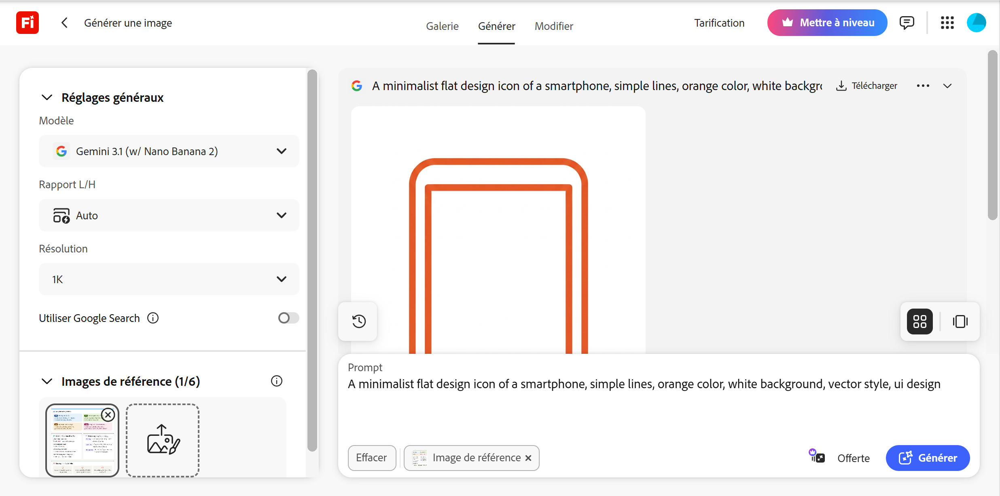 Fi
Générer une image
Galerie
Générer
Modifier
Tarification
Mettre à niveau
Réglages généraux
Modèle
Gemini 3.1 (w/ Nano Banana 2)
Rapport L/H
Auto
Résolution
1K
Utiliser Google Search
Images de référence (1/6)
A minimalist flat design icon of a smartphone, simple lines, orange color, white backgr
Télécharger
Prompt
A minimalist flat design icon of a smartphone, simple lines, orange color, white background, vector style, ui design
Effacer
Image de référence
Offerte
Générer